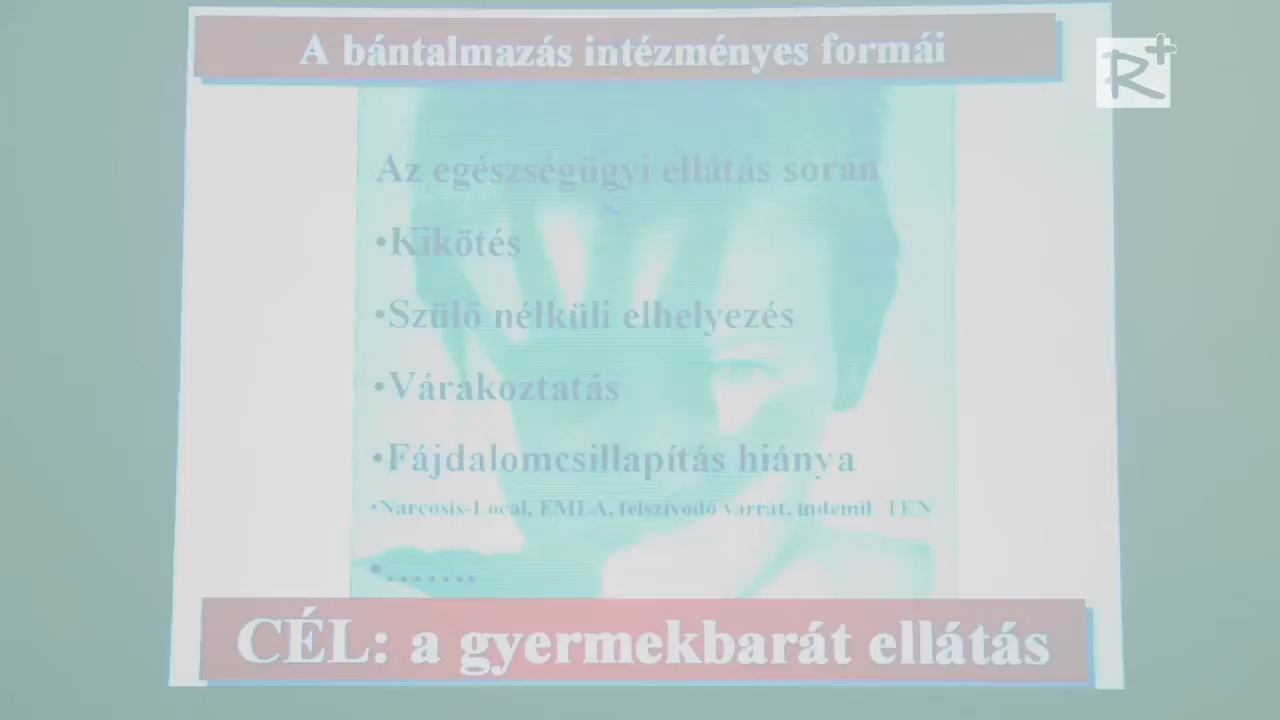 A bántalmazás intézményes formái
R+
Az egészségügyi ellátás során
•Kikötés
•Szülő nélküli elhelyezés
•Várakoztatás
•Fájdalomcsillapítás hiánya
•Narcosis-Local, EMLA, felszívodó varrat, indemil TEN
•.......
CÉL: a gyermekbarát ellátás